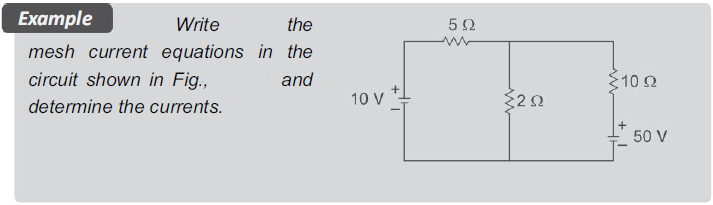 Example
Write the
mesh current equations in the
circuit shown in Fig., and
determine the currents.
5 Ω
10 V
+
−
2 Ω
10 Ω
+
−
50 V